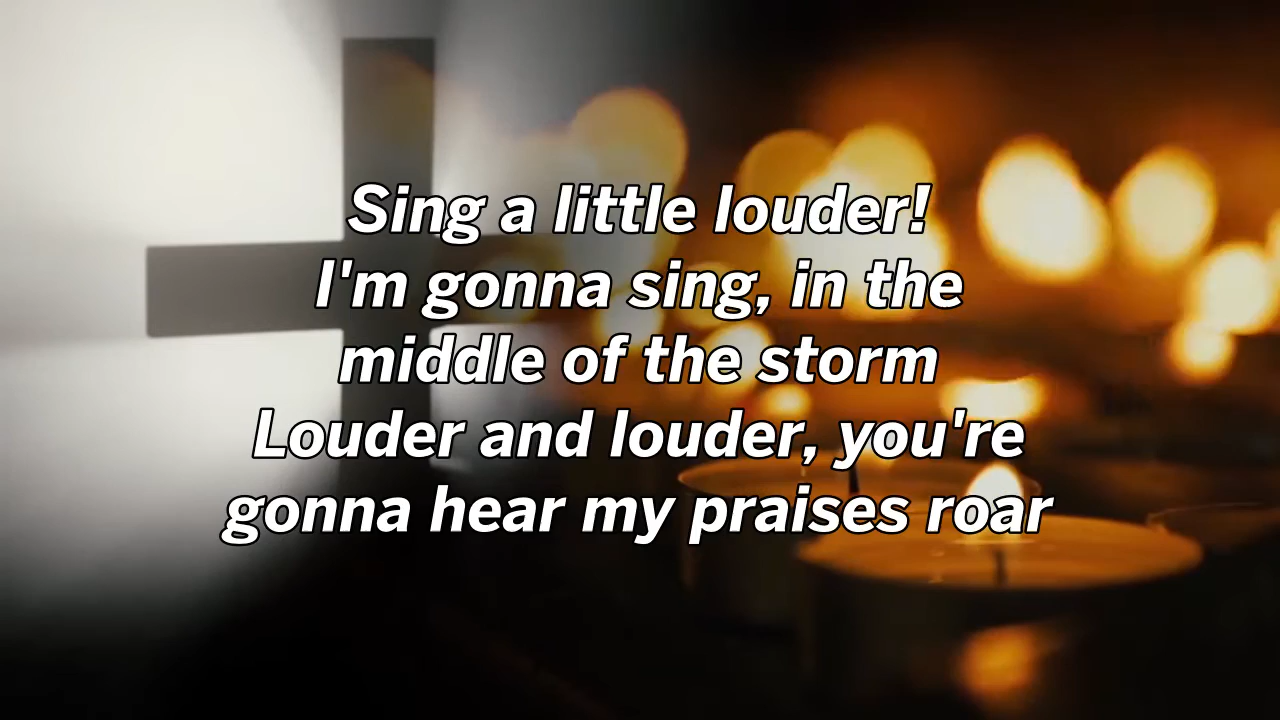 Sing a little louder!
I'm gonna sing, in the
middle of the storm
Louder and louder, you're
gonna hear my praises roar